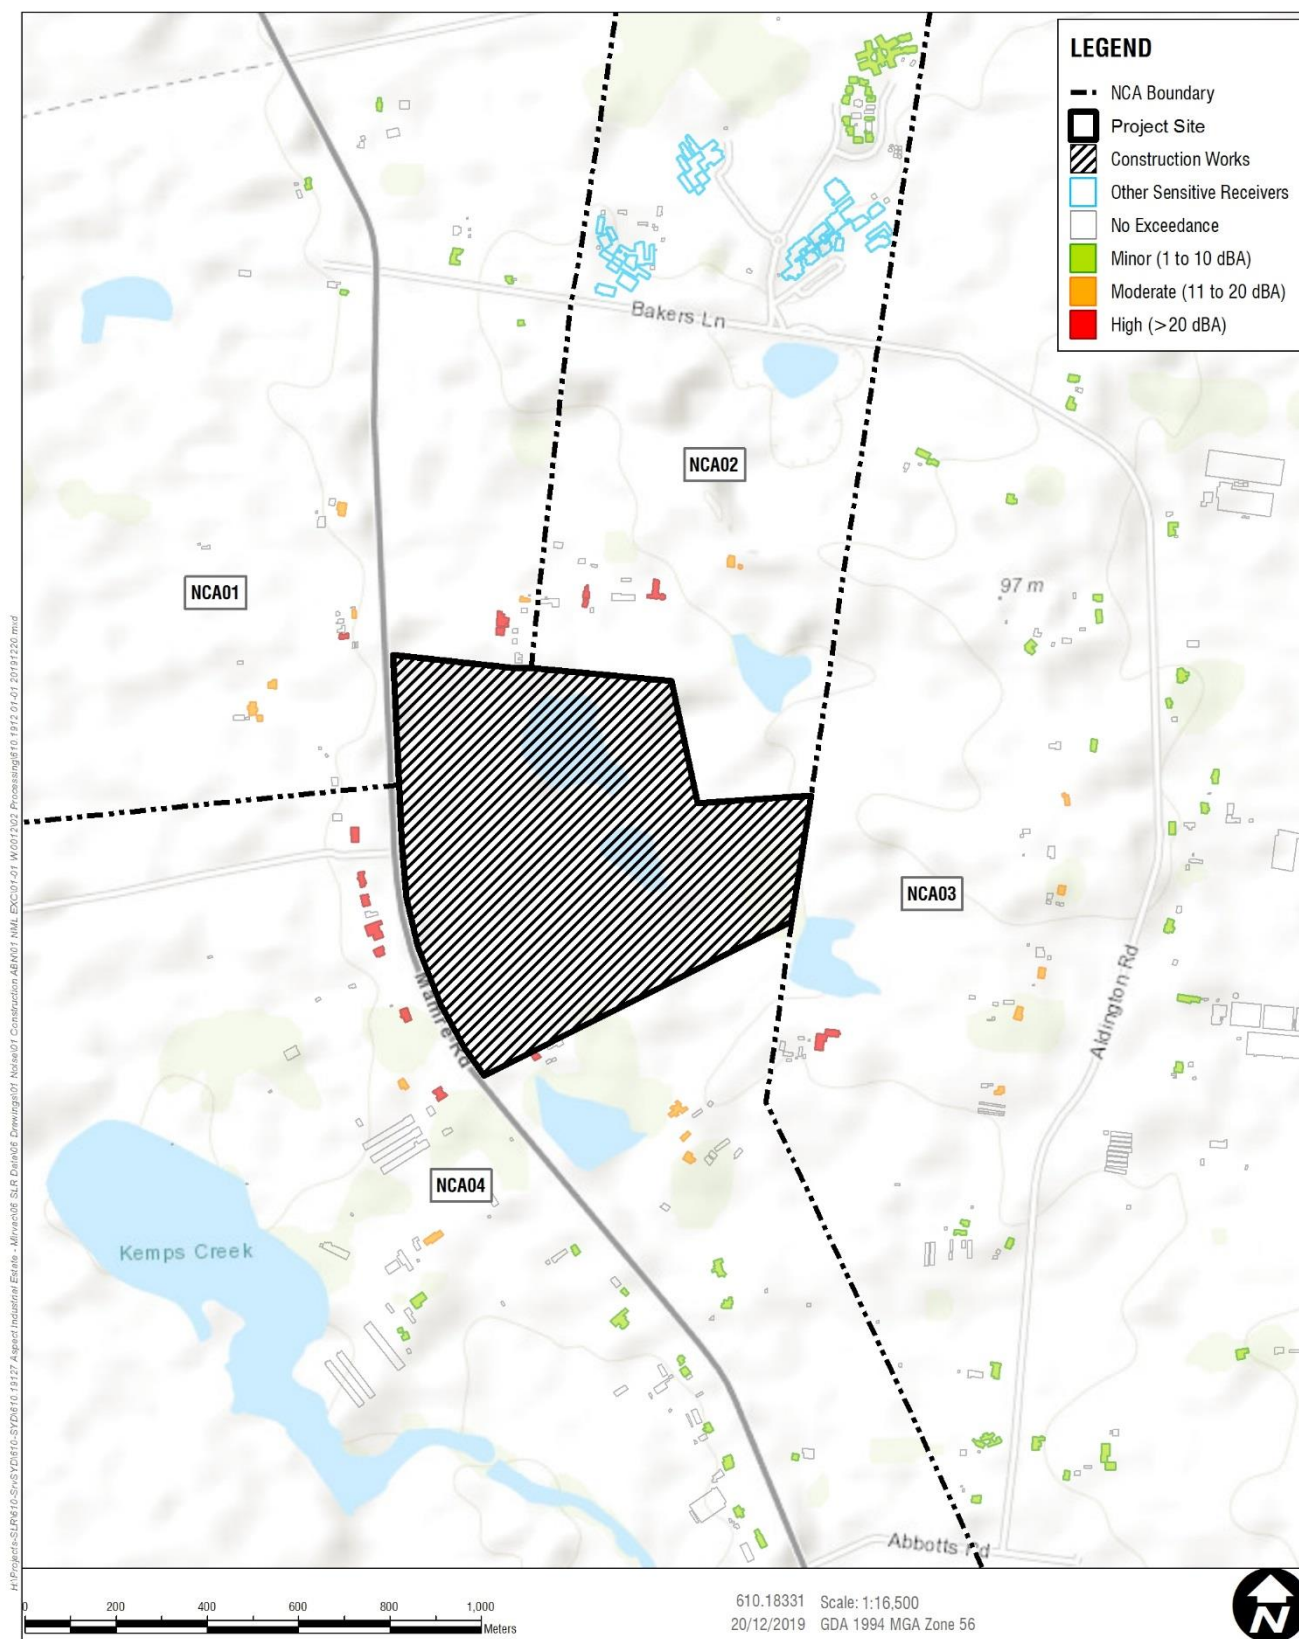 LEGEND
NCA Boundary
Project Site
Construction Works
Other Sensitive Receivers
No Exceedance
Minor (1 to 10 dBA)
Moderate (11 to 20 dBA)
High (>20 dBA)
Bakers Ln
NCA02
97 m
NCA01
NCA03
Mamre Rd
Aldington Rd
NCA04
Kemps Creek
Abbotts Rd
0 200 400 600 800 1,000
Meters
610.18331 Scale: 1:16,500
20/12/2019 GDA 1994 MGA Zone 56
N